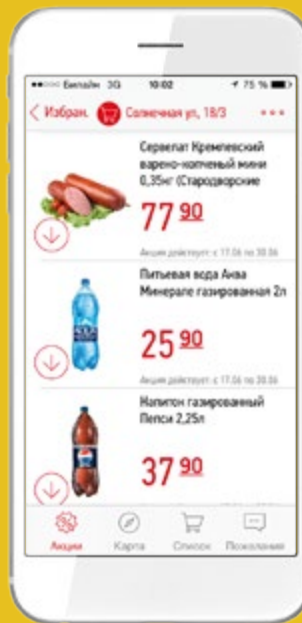 Билайн 3G 10:02 75 %
Избран. Солнечная ул, 18/3
Сервелат Кремлевский
варено-копченый мини
0,35кг (Стародворские
77 90
Акция действует: с 17.06 по 30.06
Питьевая вода Аква
Минерале газированная 2л
25 90
Акция действует: с 17.06 по 30.06
Напиток газированный
Пепси 2,25л
37 90
Акции Карта Список Пожелания